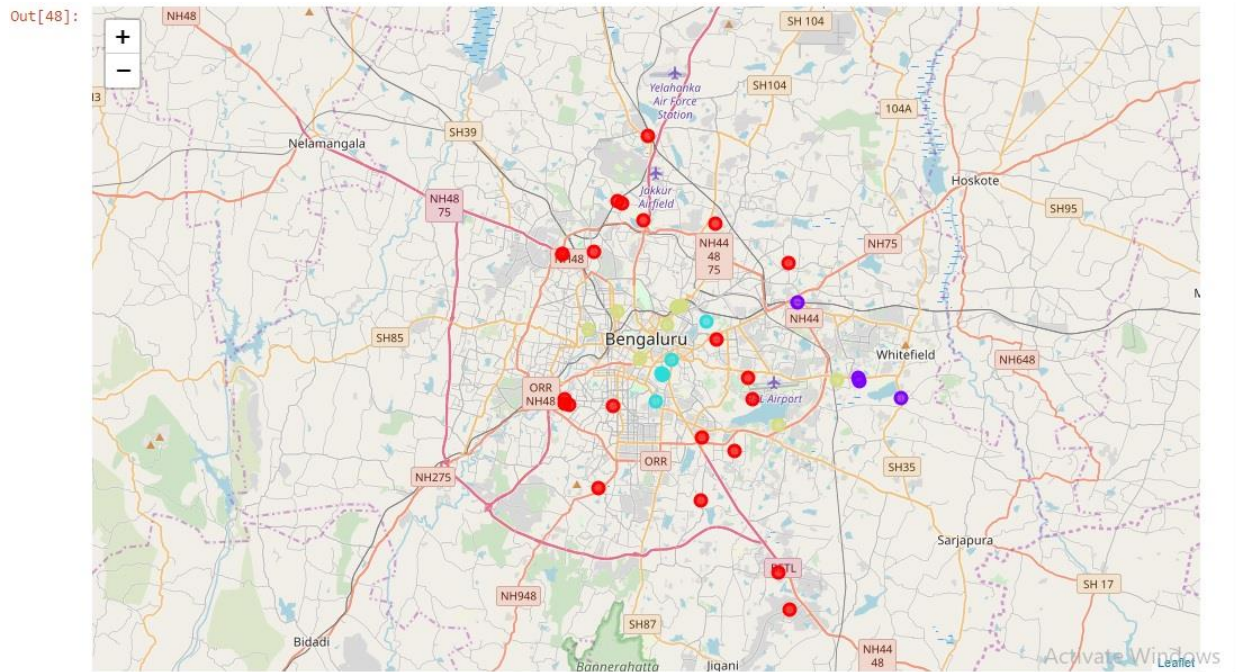 Out[48]:
+
−
NH48
SH 104
Yelahanka
Air Force
Station
SH104
104A
SH39
Nelamangala
Jakkur
Airfield
Hoskote
NH48
75
SH95
NH44
48
75
NH75
NH48
NH44
SH85
Bengaluru
Whitefield
NH648
ORR
NH48
Airport
ORR
SH35
NH275
Sarjapura
NH948
SH 17
SH87
Bidadi
NH44
48
Bannerghatta
Jigani
Activate Windows
Leaflet